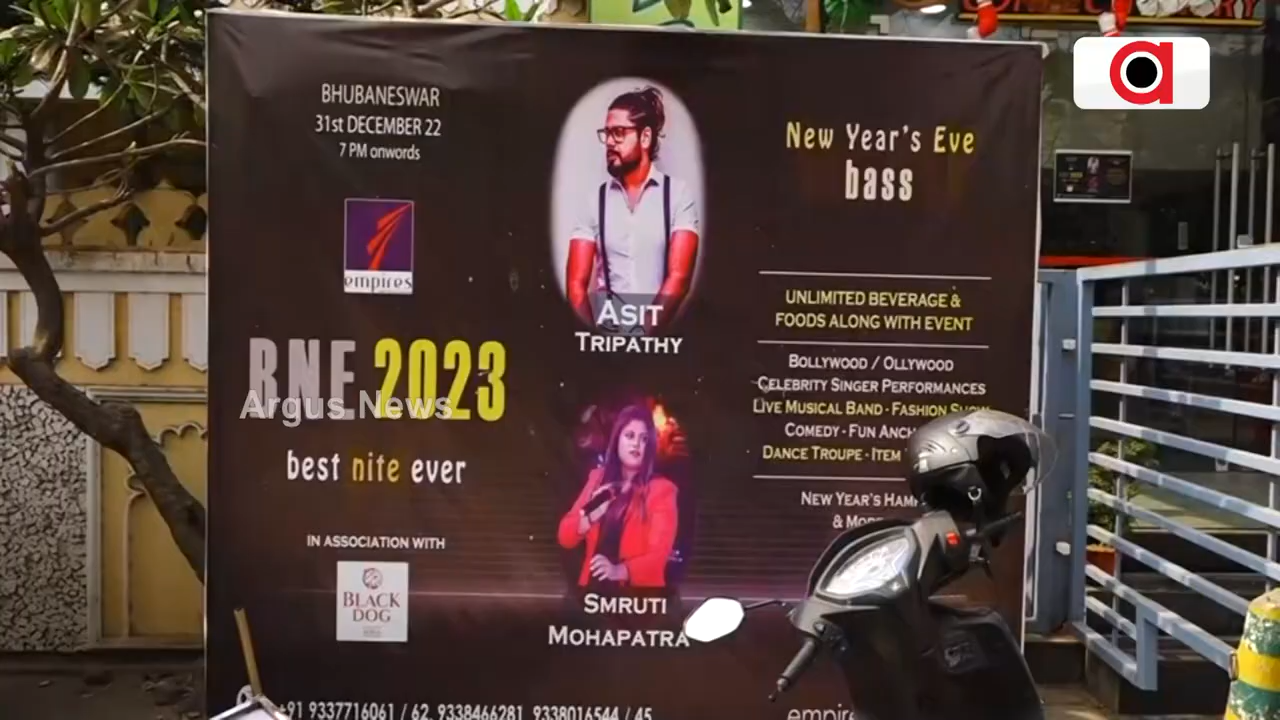 BHUBANESWAR
31st DECEMBER 22
7 PM onwords
empires
BNE 2023
Argus News
best nite ever
IN ASSOCIATION WITH
BLACK
DOG
ASIT
TRIPATHY
SMRUTI
MOHAPATRA
New Year's Eve
bass
UNLIMITED BEVERAGE &
FOODS ALONG WITH EVENT
BOLLYWOOD / OLLYWOOD
CELEBRITY SINGER PERFORMANCES
LIVE MUSICAL BAND - FASHION SHOW
COMEDY - FUN
DANCE TROUPE - ITEM
NEW YEAR'S
&
+91 9337716061 / 62, 9338466281, 9338016544 / 45
a